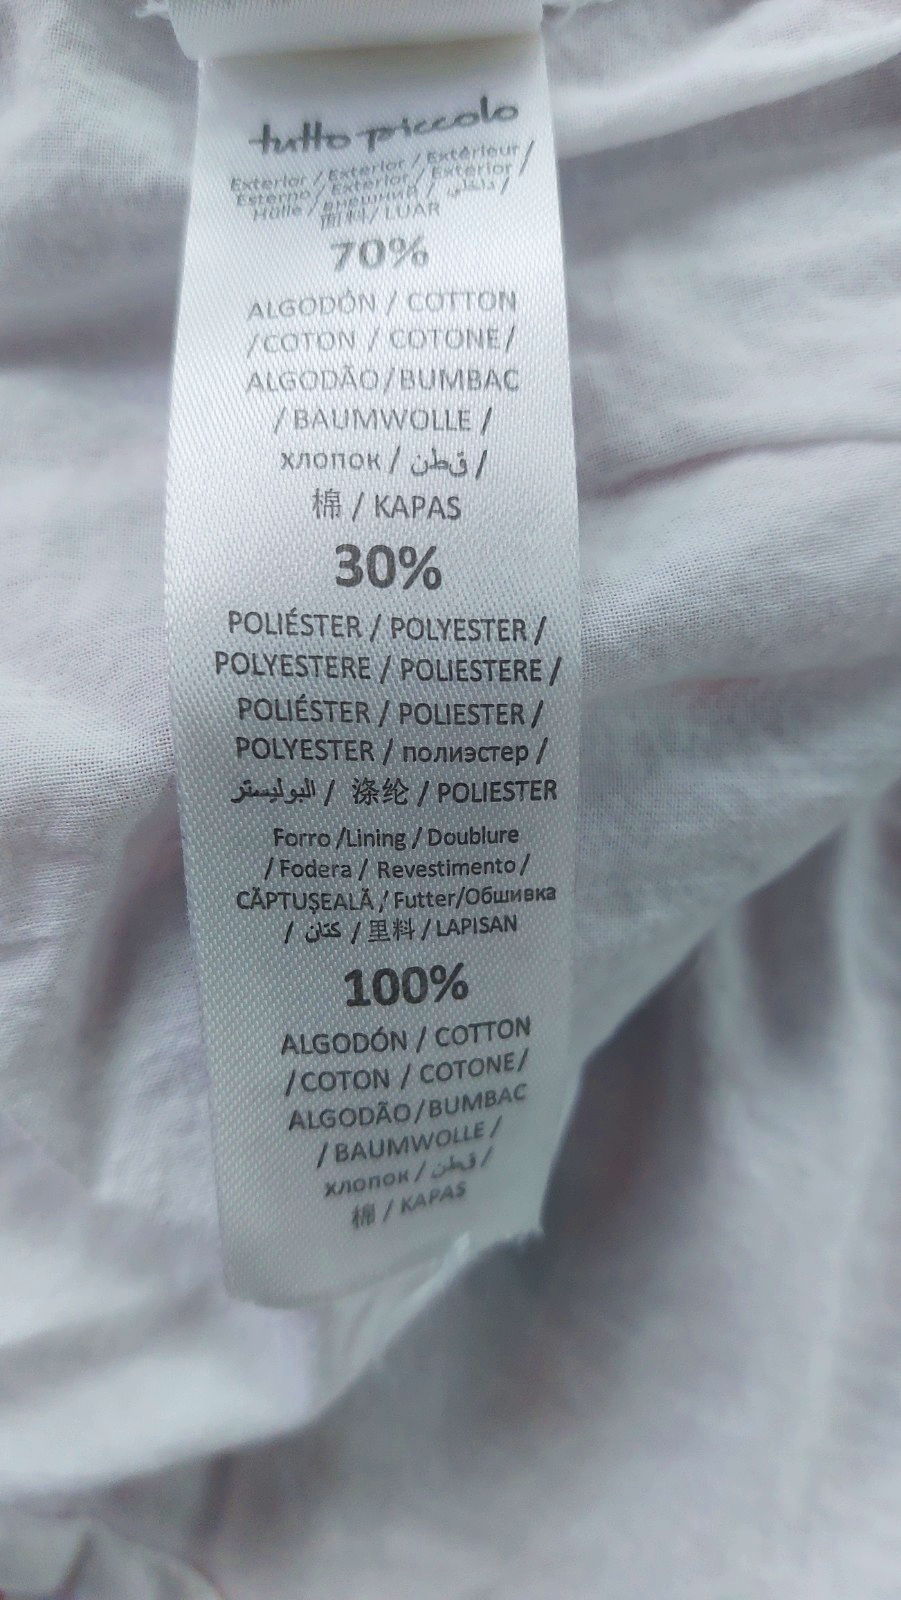 tutto piccolo
Exterior / Exterior / Extérieur /
Esterno / Exterior / Exterior /
Hülle / внешний / داخلي /
面料 / LUAR
70%
ALGODÓN / COTTON
/COTON / COTONE/
ALGODÃO/BUMBAC
/BAUMWOLLE /
хлопок / قطن /
棉 / KAPAS
30%
POLIÉSTER / POLYESTER /
POLYESTERE / POLIESTERE /
POLIÉSTER / POLIESTER /
POLYESTER / полиэстер /
البوليستر / 涤纶 / POLIESTER
Forro /Lining / Doublure
/ Fodera / Revestimento /
CĂPTUŞEALĂ / Futter/Обшивка
/ كتان / 里料 / LAPISAN
100%
ALGODÓN / COTTON
/COTON / COTONE/
ALGODÃO/BUMBAC
/BAUMWOLLE /
хлопок / قطن /
棉 / KAPAS